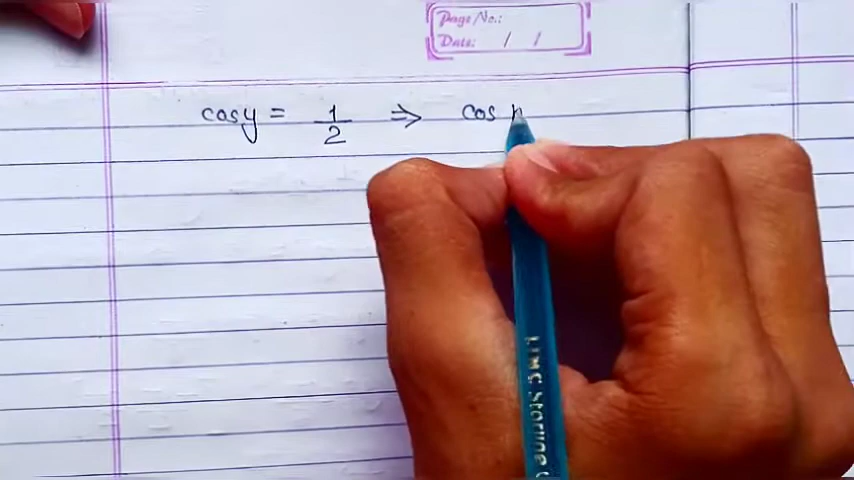 Page No.:
Date: / /
cosy = 1/2 ⇒ cos